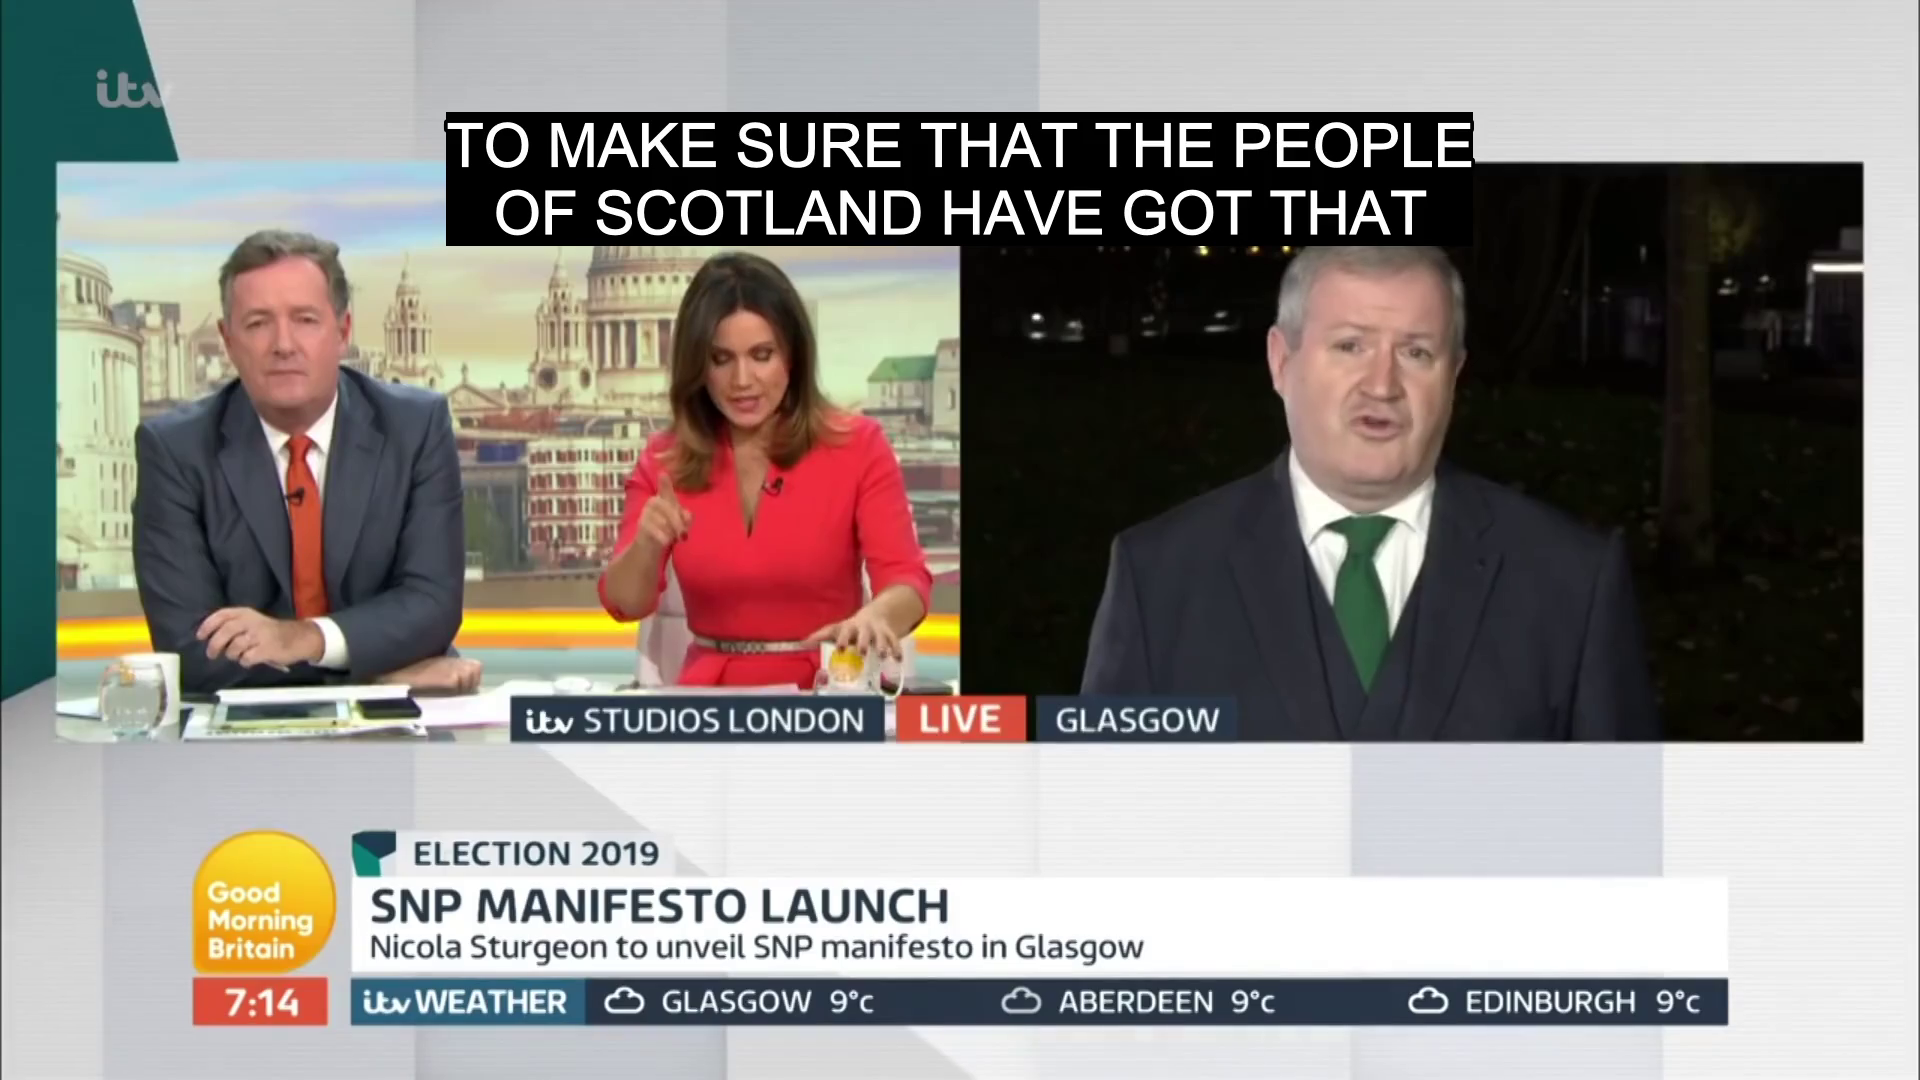 itv
TO MAKE SURE THAT THE PEOPLE
OF SCOTLAND HAVE GOT THAT
itv STUDIOS LONDON
LIVE
GLASGOW
ELECTION 2019
SNP MANIFESTO LAUNCH
Nicola Sturgeon to unveil SNP manifesto in Glasgow
Good
Morning
Britain
7:14
itv WEATHER
GLASGOW 9°c
ABERDEEN 9°c
EDINBURGH 9°c